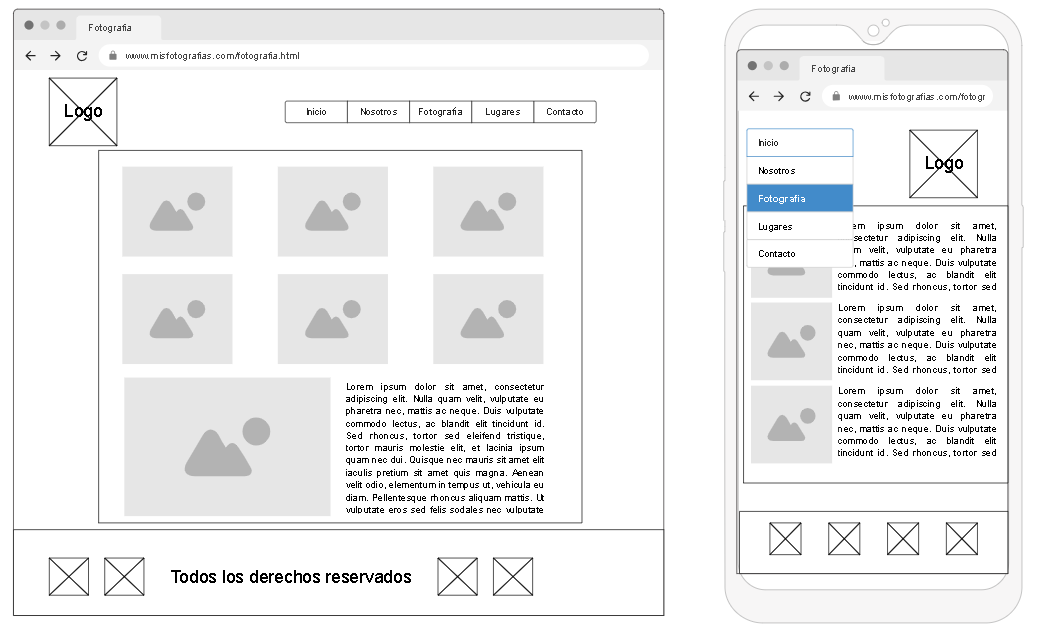 Fotografia
www.misfotografias.com/fotografia.html
Logo
Inicio
Nosotros
Fotografia
Lugares
Contacto
Lorem ipsum dolor sit amet, consectetur
adipiscing elit. Nulla quam velit, vulputate eu
pharetra nec, mattis ac neque. Duis vulputate
commodo lectus, ac blandit elit tincidunt id.
Sed rhoncus, tortor sed eleifend tristique,
tortor mauris molestie elit, et lacinia ipsum
quam nec dui. Quisque nec mauris sit amet elit
iaculis pretium sit amet quis magna. Aenean
velit odio, elementum in tempus ut, vehicula eu
diam. Pellentesque rhoncus aliquam mattis. Ut
vulputate eros sed felis sodales nec vulputate
Todos los derechos reservados
Fotografia
www.misfotografias.com/fotogr
Inicio
Nosotros
Fotografia
Lugares
Contacto
Logo
ipsum dolor sit amet,
adipiscing elit. Nulla
velit, vulputate eu pharetra
mattis ac neque. Duis vulputate
commodo lectus, ac blandit elit
tincidunt id. Sed rhoncus, tortor sed
Lorem ipsum dolor sit amet,
consectetur adipiscing elit. Nulla
quam velit, vulputate eu pharetra
nec, mattis ac neque. Duis vulputate
commodo lectus, ac blandit elit
tincidunt id. Sed rhoncus, tortor sed
Lorem ipsum dolor sit amet,
consectetur adipiscing elit. Nulla
quam velit, vulputate eu pharetra
nec, mattis ac neque. Duis vulputate
commodo lectus, ac blandit elit
tincidunt id. Sed rhoncus, tortor sed